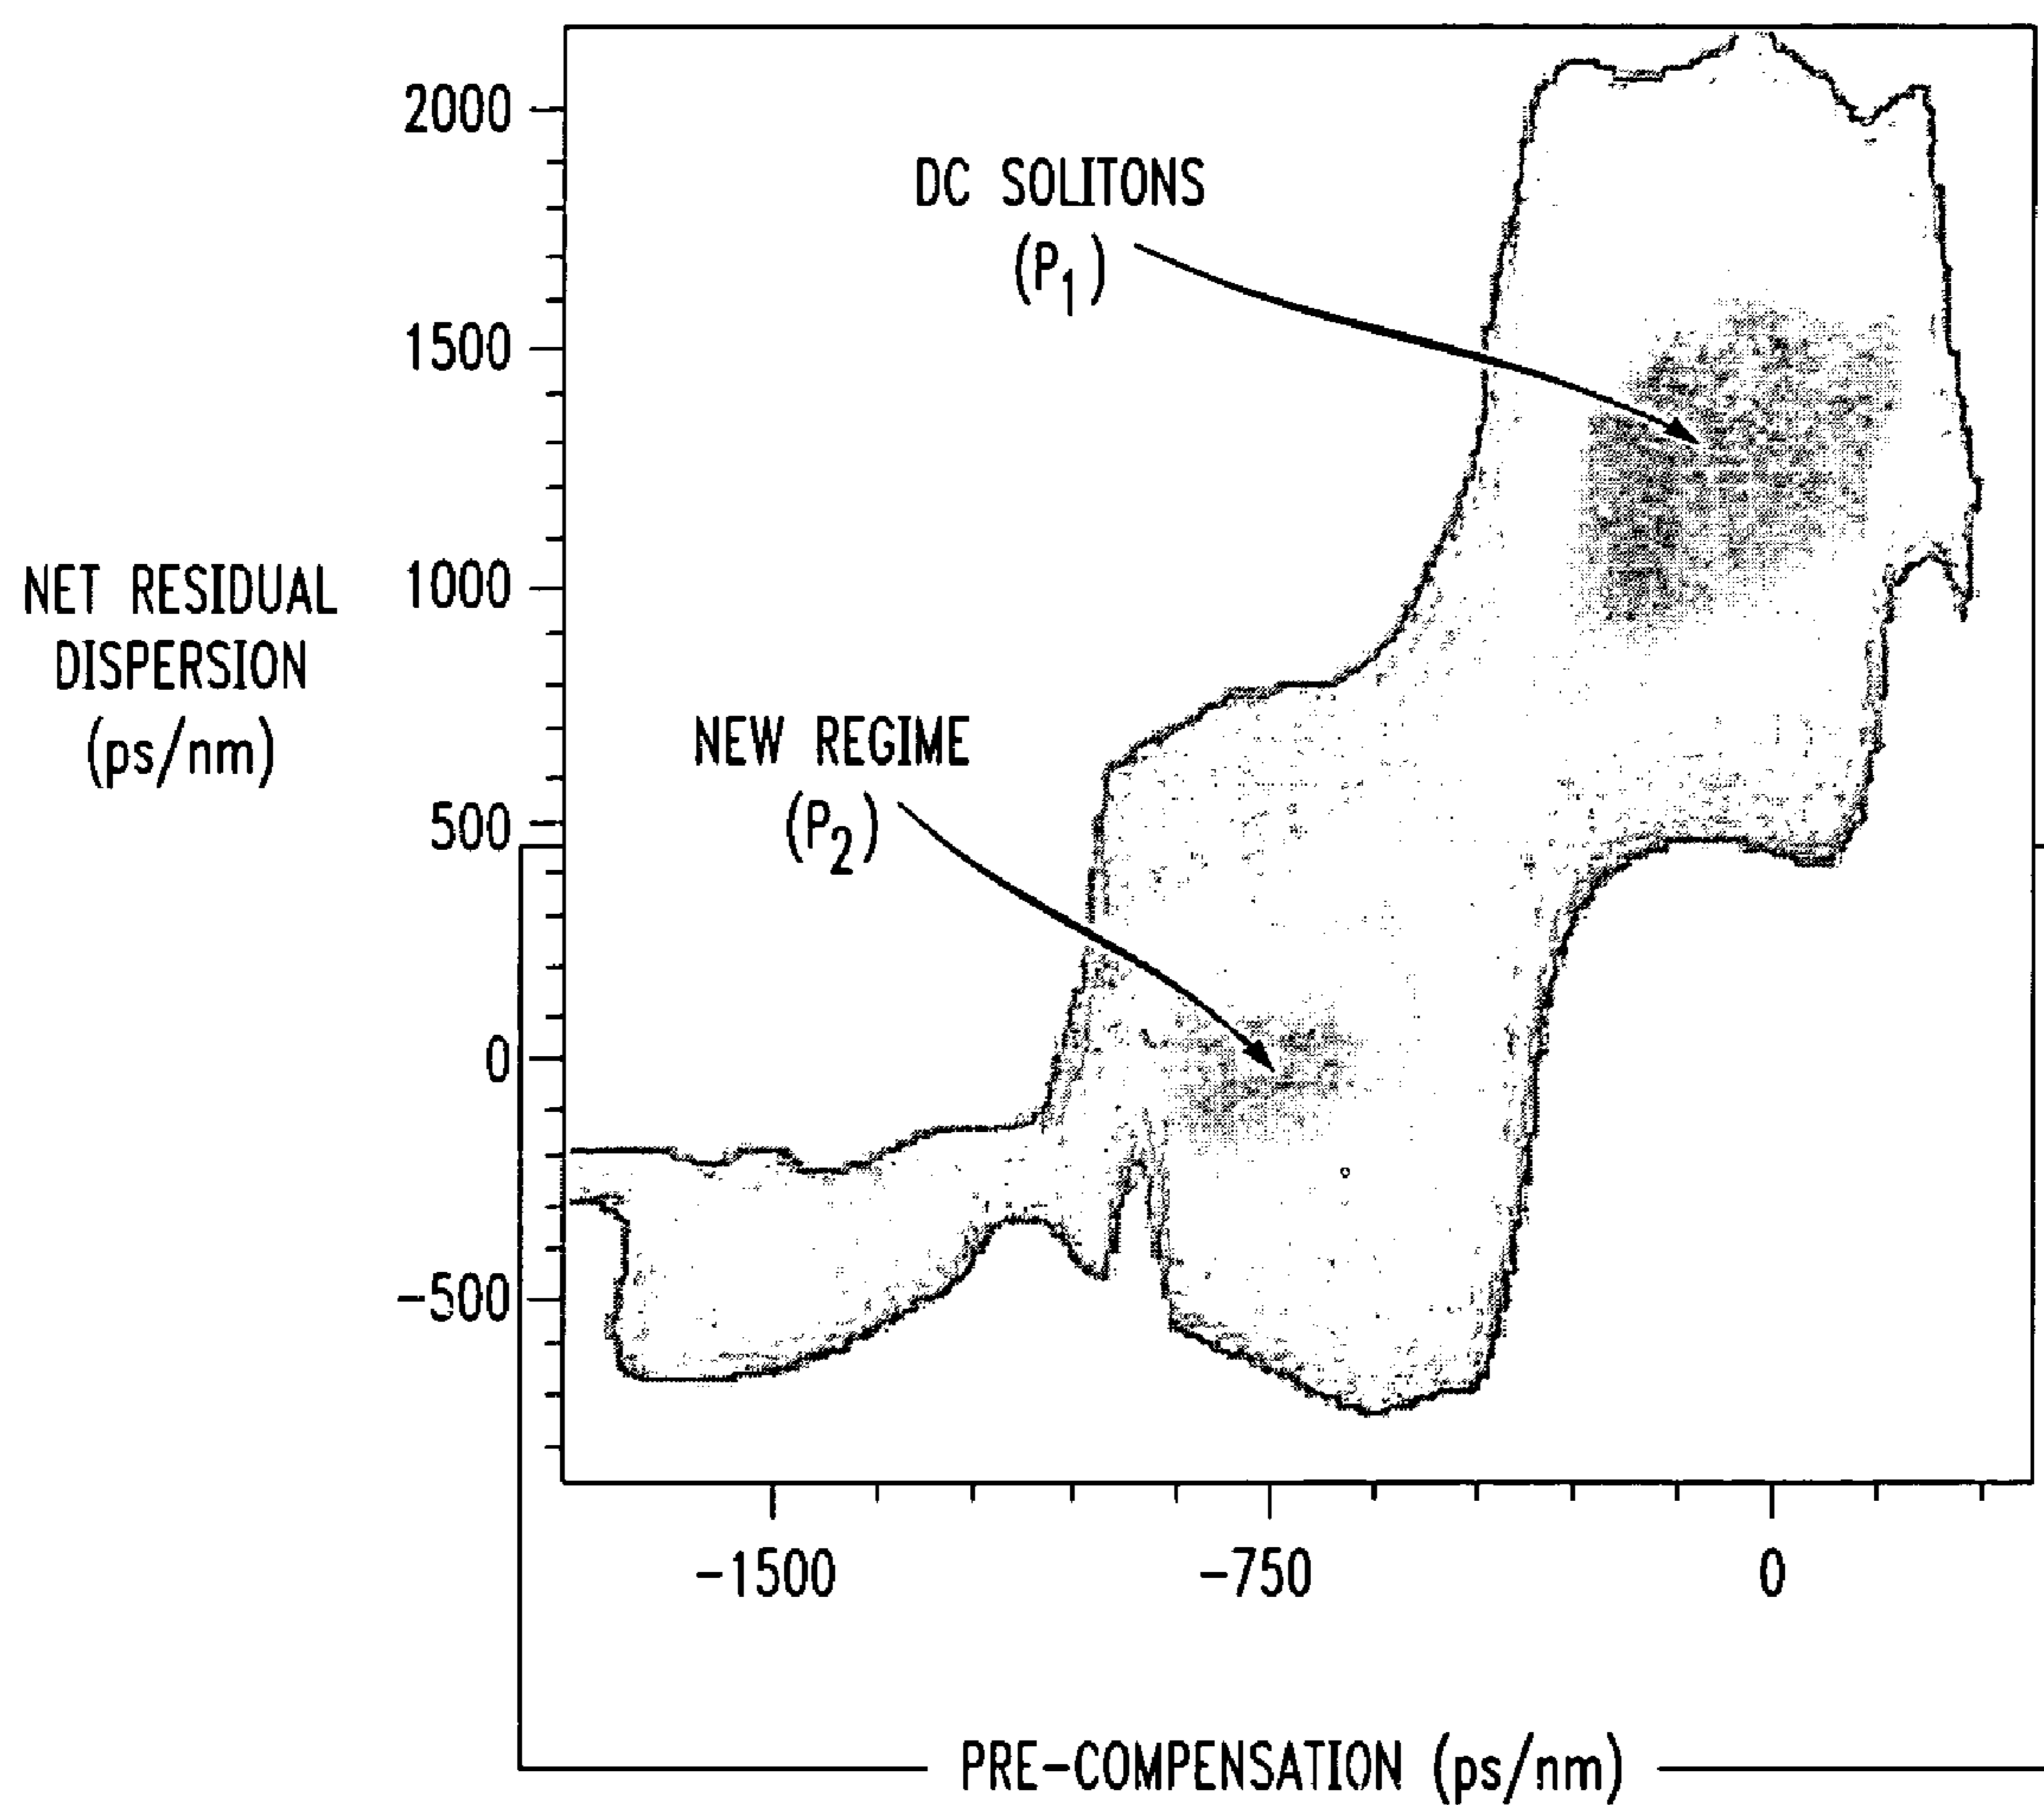 2000
DC SOLITONS
(P1)
1500
NET RESIDUAL
DISPERSION
(ps/nm)
1000
NEW REGIME
(P2)
500
0
-500
-1500
-750
0
PRE-COMPENSATION (ps/nm)